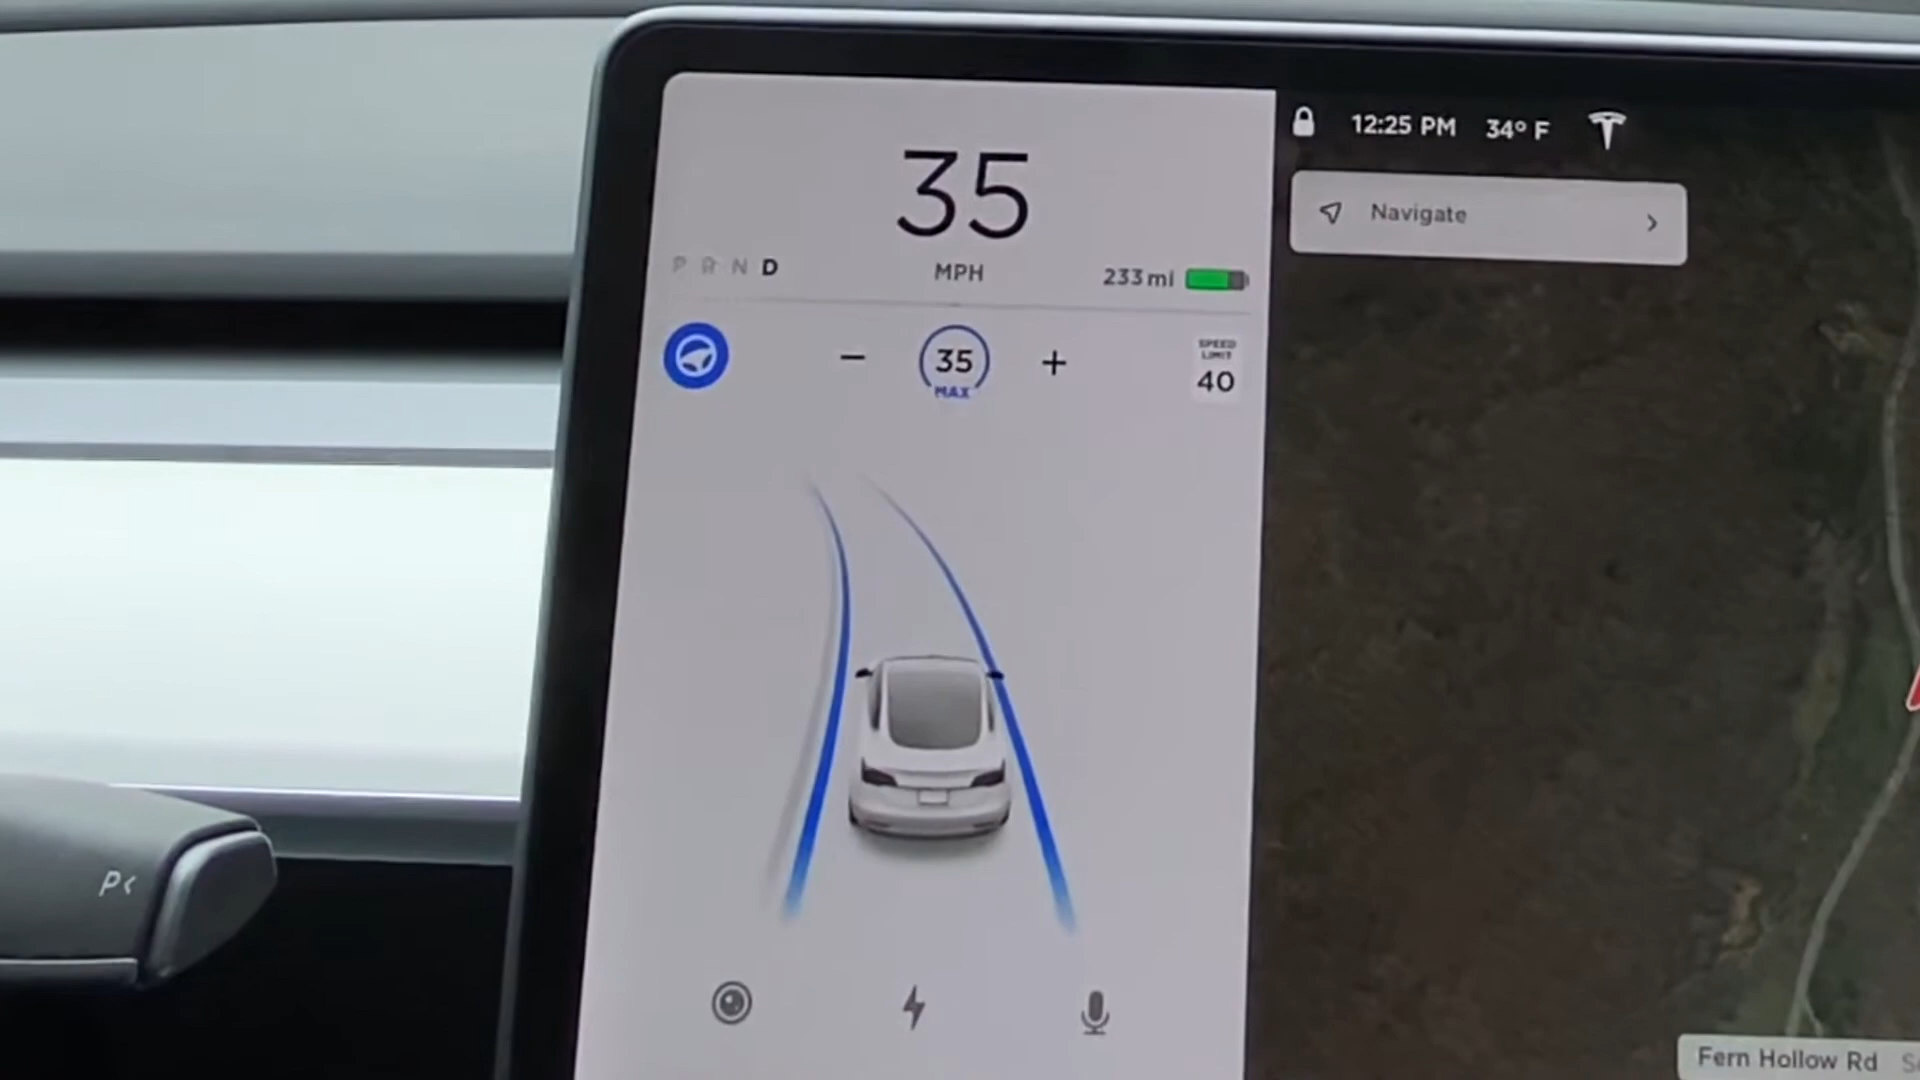 35
P R N D
MPH
233 mi
35
MAX
SPEED
LIMIT
40
12:25 PM 34° F
Navigate
P<
Fern Hollow Rd